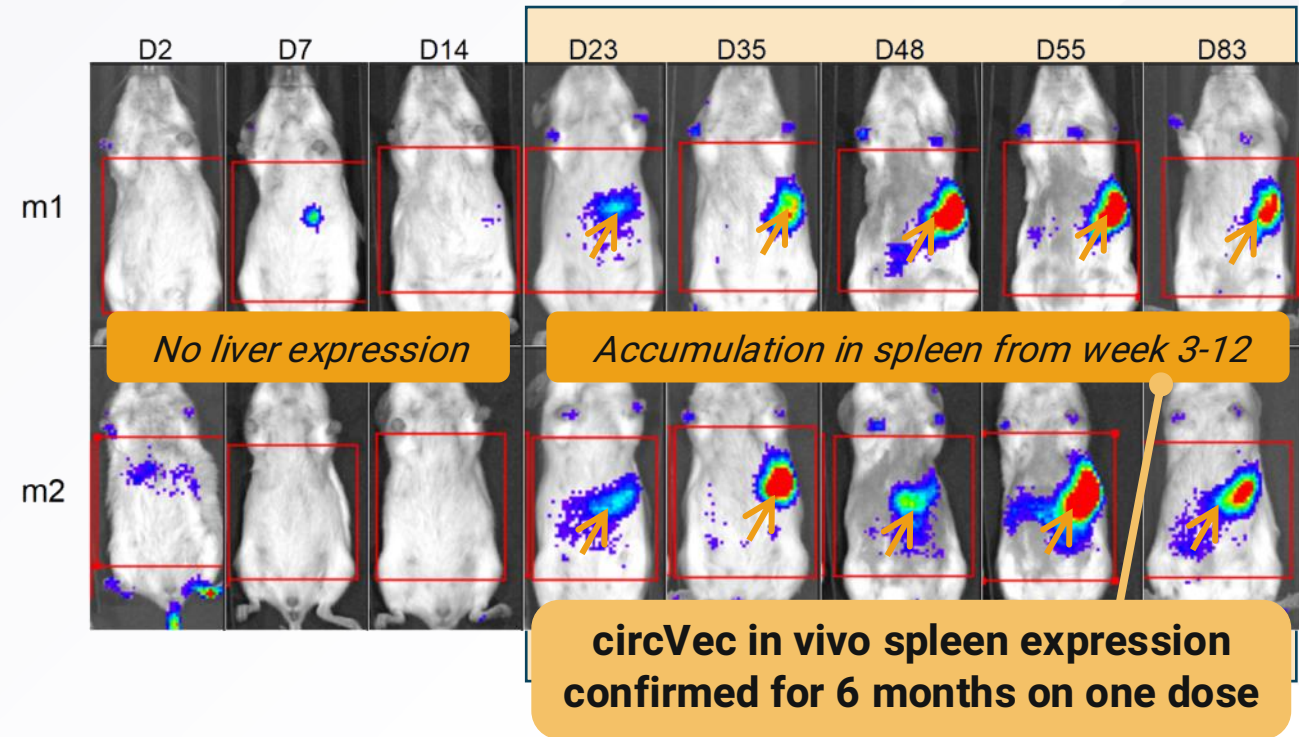 D2 D7 D14 D23 D35 D48 D55 D83
m1
No liver expression
Accumulation in spleen from week 3-12
m2
circVec in vivo spleen expression
confirmed for 6 months on one dose